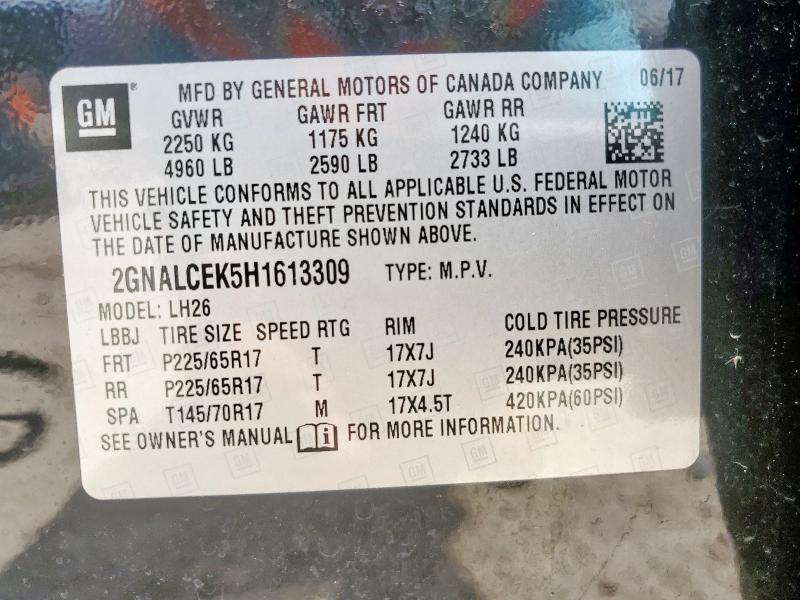 GM ® MFD BY GENERAL MOTORS OF CANADA COMPANY 06/17
GVWR GAWR FRT GAWR RR
2250 KG 1175 KG 1240 KG
4960 LB 2590 LB 2733 LB
THIS VEHICLE CONFORMS TO ALL APPLICABLE U.S. FEDERAL MOTOR
VEHICLE SAFETY AND THEFT PREVENTION STANDARDS IN EFFECT ON
THE DATE OF MANUFACTURE SHOWN ABOVE.
2GNALCEK5H1613309 TYPE: M.P.V.
MODEL: LH26
LBBJ TIRE SIZE SPEED RTG RIM COLD TIRE PRESSURE
FRT P225/65R17 T 17X7J 240KPA(35PSI)
RR P225/65R17 T 17X7J 240KPA(35PSI)
SPA T145/70R17 M 17X4.5T 420KPA(60PSI)
SEE OWNER'S MANUAL i FOR MORE INFORMATION.